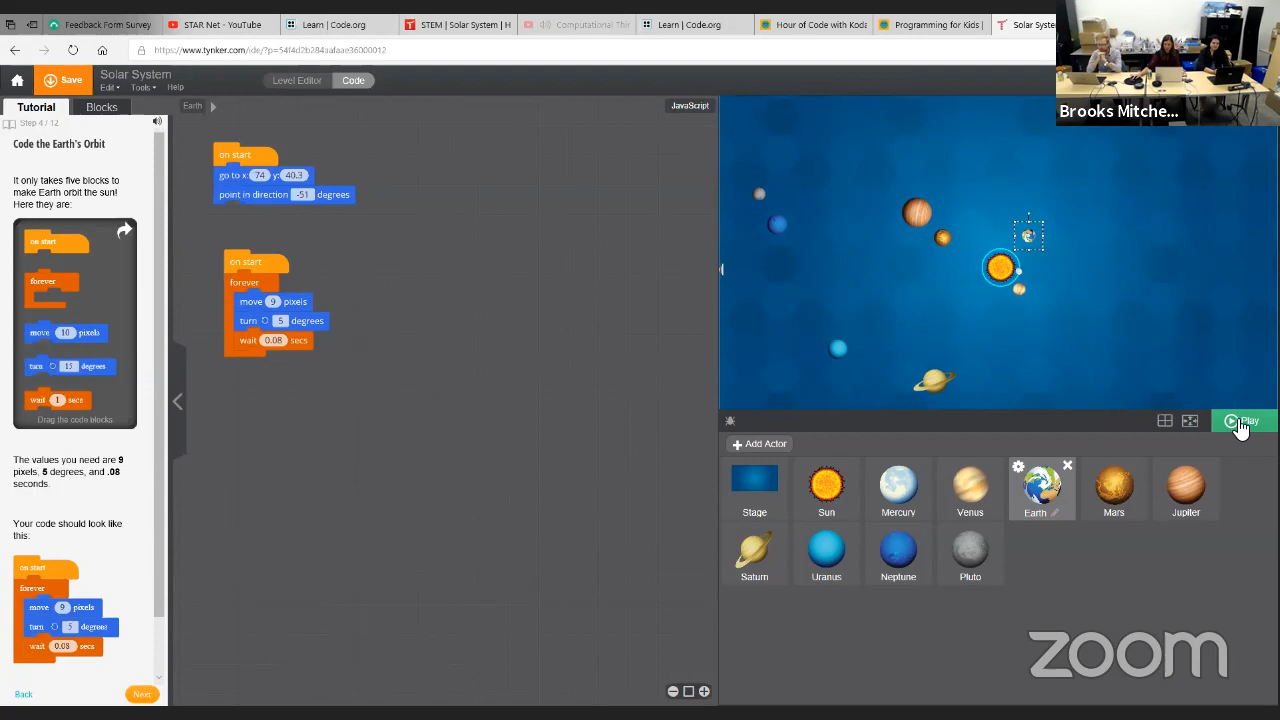 Feedback Form Survey
STAR Net - YouTube
Learn | Code.org
STEM | Solar System | H
Computational Thi
Learn | Code.org
Hour of Code with Koda
Programming for Kids |
Solar Syste
https://www.tynker.com/ide/?p=54f4d2b284aafaae36000012
Save
Solar System
Edit
Tools
Help
Level Editor
Code
Brooks Mitche...
Tutorial
Blocks
Step 4 / 12
Code the Earth's Orbit
It only takes five blocks to
make Earth orbit the sun!
Here they are:
on start
forever
move 10 pixels
turn 15 degrees
wait 1 secs
Drag the code blocks
The values you need are 9
pixels, 5 degrees, and .08
seconds.
Your code should look like
this:
on start
forever
move 9 pixels
turn 5 degrees
wait 0.08 secs
Back
Next
Earth
JavaScript
on start
go to x: 74 y: 40.3
point in direction -51 degrees
on start
forever
move 9 pixels
turn 5 degrees
wait 0.08 secs
Play
Add Actor
Stage
Sun
Mercury
Venus
Earth
Mars
Jupiter
Saturn
Uranus
Neptune
Pluto
zoom